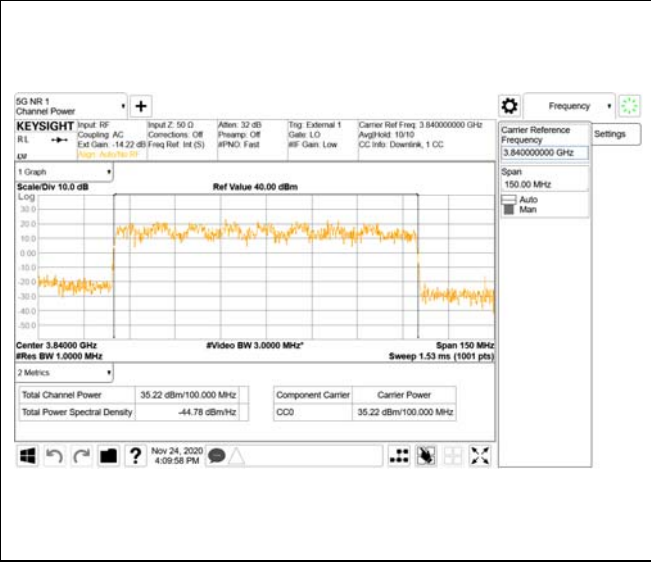 5G NR 1
Channel Power
Frequency
KEYSIGHT
Input: RF
Input Z: 50 Ω
Atten: 32 dB
Trig: External 1
Carrier Ref Freq: 3.840000000 GHz
R L
Coupling: AC
Corrections: Off
Preamp: Off
Gate: LO
Avg|Hold: 10/10
Ext Gain: -14.22 dB
Freq Ref: Int (S)
#PNO: Fast
#IF Gain: Low
CC Info: Downlink, 1 CC
Align: Auto/No RF
Carrier Reference
Frequency
3.840000000 GHz
Settings
Span
150.00 MHz
Auto
Man
1 Graph
Scale/Div 10.0 dB
Ref Value 40.00 dBm
Log
30.0
20.0
10.0
0.00
-10.0
-20.0
-30.0
-40.0
-50.0
Center 3.84000 GHz
#Video BW 3.0000 MHz*
Span 150 MHz
#Res BW 1.0000 MHz
Sweep 1.53 ms (1001 pts)
2 Metrics
Total Channel Power
35.22 dBm/100.000 MHz
Total Power Spectral Density
-44.78 dBm/Hz
Component Carrier
Carrier Power
CC0
35.22 dBm/100.000 MHz
?
Nov 24, 2020
4:09:58 PM